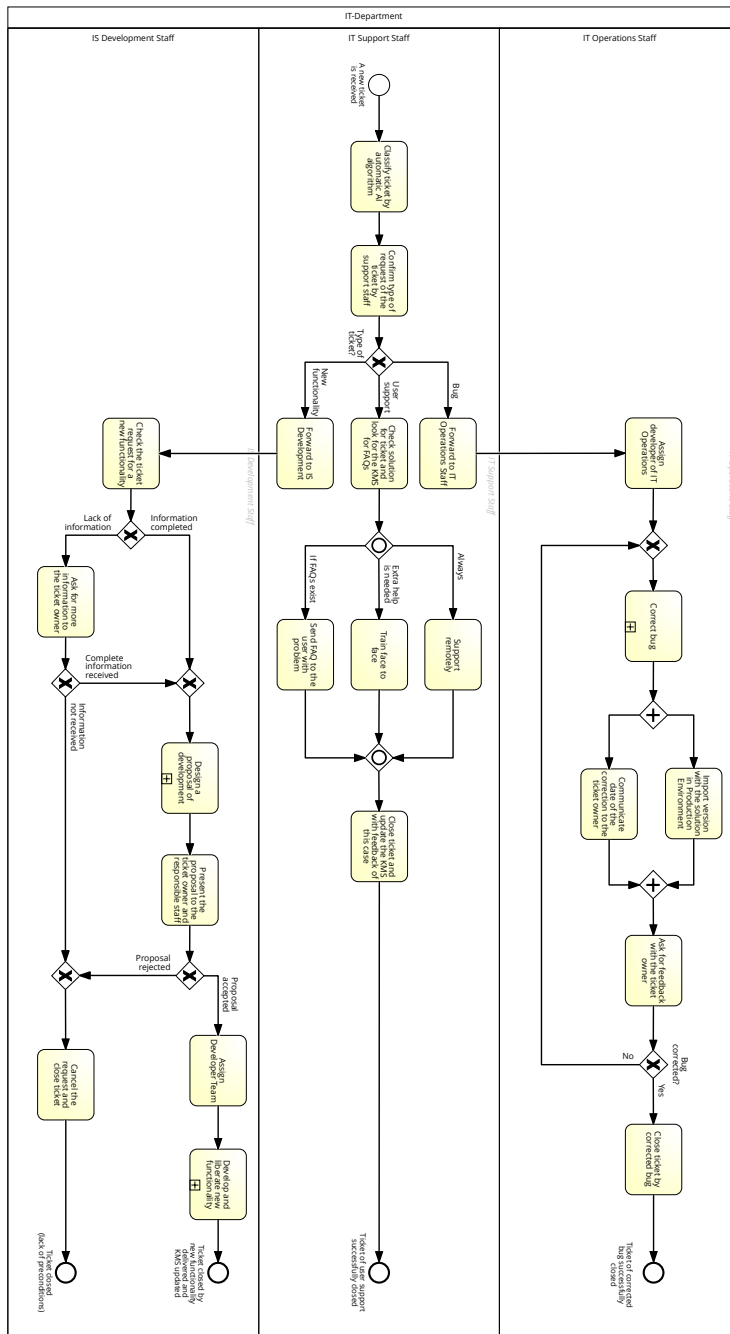 IT-Department
IS Development Staff
IT Support Staff
IT Operations Staff
A new ticket
is received
Classify ticket by
automatic AI
algorithm
Confirm type of
request of the
ticket by
support staff
Type of
ticket?
New
functionality
User
support
Bug
Forward to IS
Development
Check solution
for ticket and
look for the KMS
for FAQs
Forward to IT
Operations Staff
Assign
developer of IT
Operations
Check the ticket
request for a
new functionality
IS Development Staff
IT Support Staff
Lack of
information
Information
completed
Ask for more
information to
the ticket owner
Complete
information
received
Information
not received
Design a
proposal of
development
Present the
proposal to the
ticket owner and
responsible staff
Proposal
rejected
Proposal
accepted
Cancel the
request and
close ticket
Assign
Developer Team
Develop and
liberate new
functionality
Ticket closed
(lack of preconditions)
Ticket closed by
new functionality
delivered and
KMS updated
If FAQs exist
Extra help
is needed
Always
Send FAQ to the
user with
problem
Train face to
face
Support
remotely
Close ticket and
update the KMS
with feedback of
this case
Ticket of user support
successfully closed
Correct bug
Communicate
date of the
correction to the
ticket owner
Import version
with the solution
in Production
Environment
Ask for feedback
with the ticket
owner
Bug
corrected?
No
Yes
Close ticket by
corrected bug
Ticket of corrected
bug successfully
closed